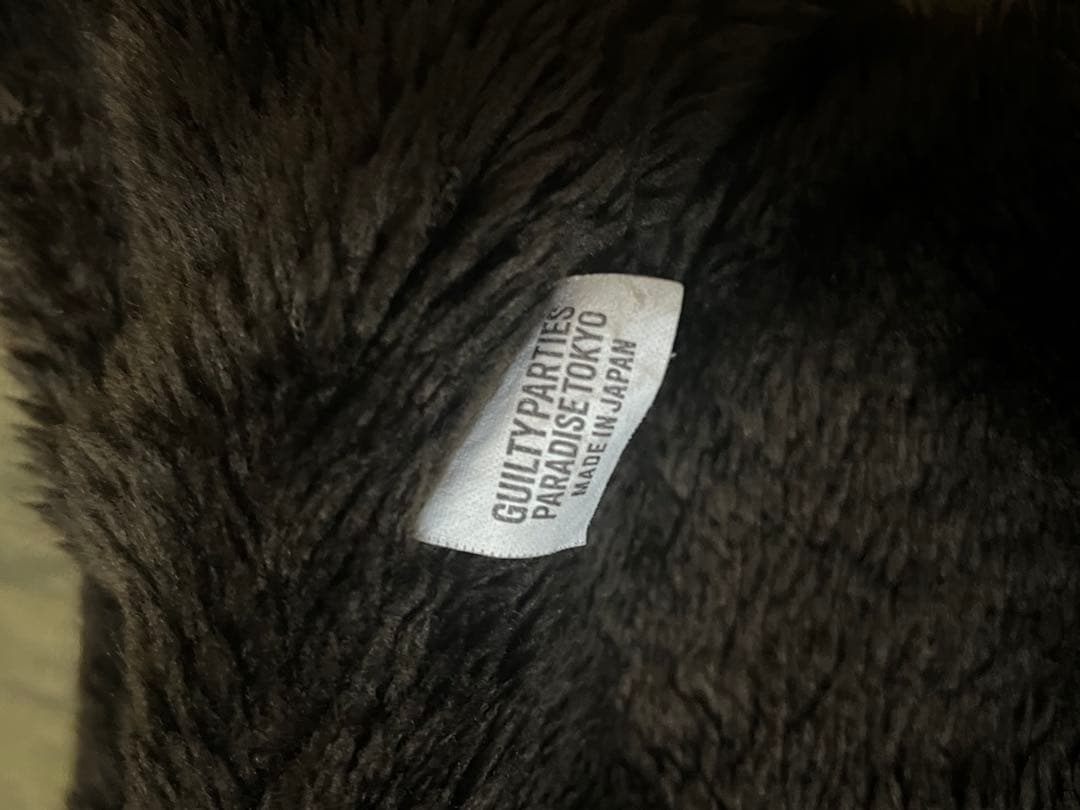 GUILTY PARTIES
PARADISE TOKYO
MADE IN JAPAN